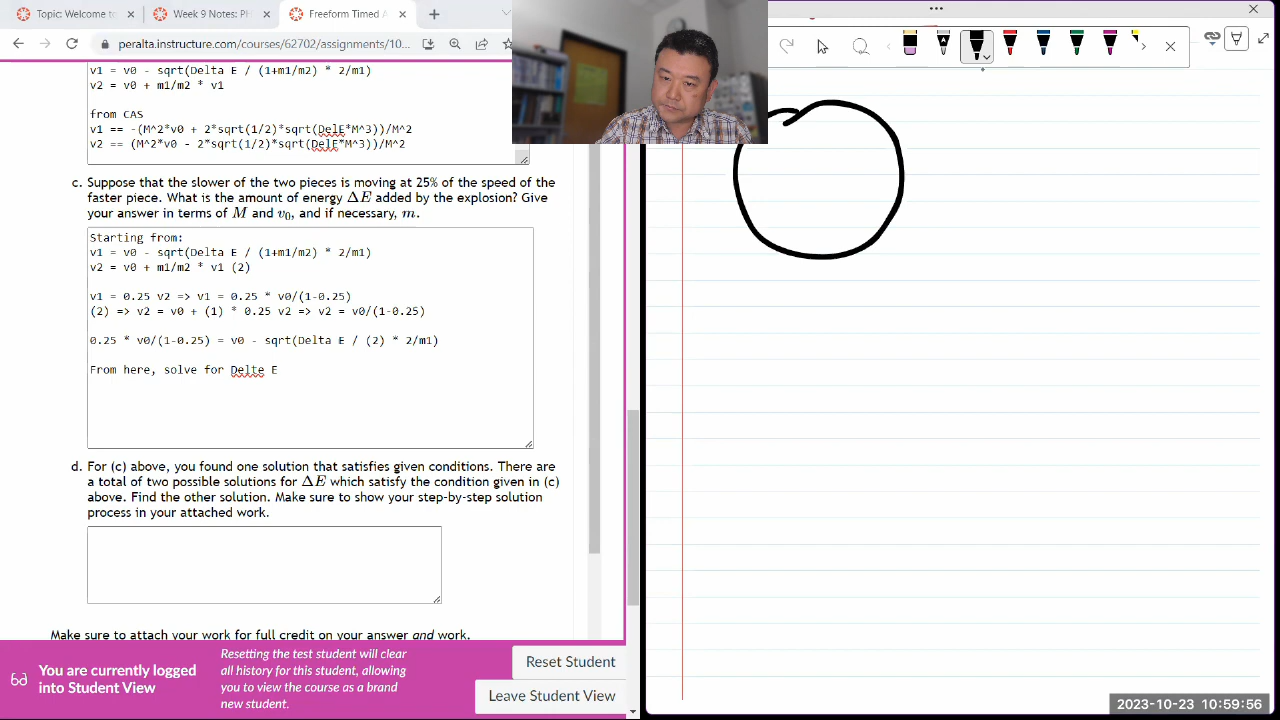 Topic: Welcome t
Week 9 Notes: P
Freeform Timed A
peralta.instructure.com/courses/62702/assignments/10...
v1 = v0 - sqrt(Delta E / (1+m1/m2) * 2/m1)
v2 = v0 + m1/m2 * v1
from CAS
v1 == -(M^2*v0 + 2*sqrt(1/2)*sqrt(DelE*M^3))/M^2
v2 == (M^2*v0 - 2*sqrt(1/2)*sqrt(DelE*M^3))/M^2
c. Suppose that the slower of the two pieces is moving at 25% of the speed of the
faster piece. What is the amount of energy ΔE added by the explosion? Give
your answer in terms of M and v₀, and if necessary, m.
Starting from:
v1 = v0 - sqrt(Delta E / (1+m1/m2) * 2/m1)
v2 = v0 + m1/m2 * v1 (2)
v1 = 0.25 v2 => v1 = 0.25 * v0/(1-0.25)
(2) => v2 = v0 + (1) * 0.25 v2 => v2 = v0/(1-0.25)
0.25 * v0/(1-0.25) = v0 - sqrt(Delta E / (2) * 2/m1)
From here, solve for Delte E
d. For (c) above, you found one solution that satisfies given conditions. There are
a total of two possible solutions for ΔE which satisfy the condition given in (c)
above. Find the other solution. Make sure to show your step-by-step solution
process in your attached work.
Make sure to attach your work for full credit on your answer and work.
You are currently logged
into Student View
Resetting the test student will clear
all history for this student, allowing
you to view the course as a brand
new student.
Reset Student
Leave Student View
2023-10-23 10:59:56